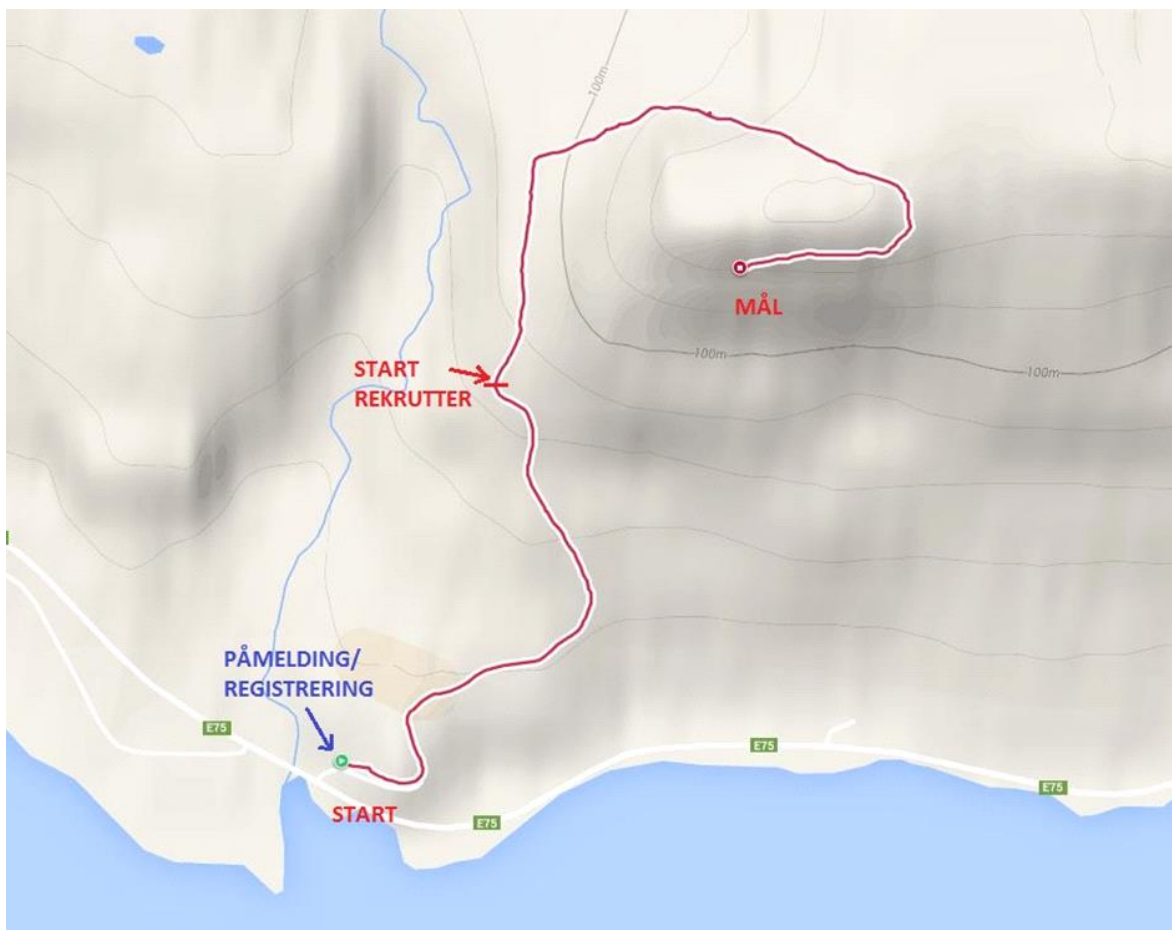 100m
MÅL
100m
100m
START
REKRUTTER
PÅMELDING/
REGISTRERING
E75
E75
E75
START
E75